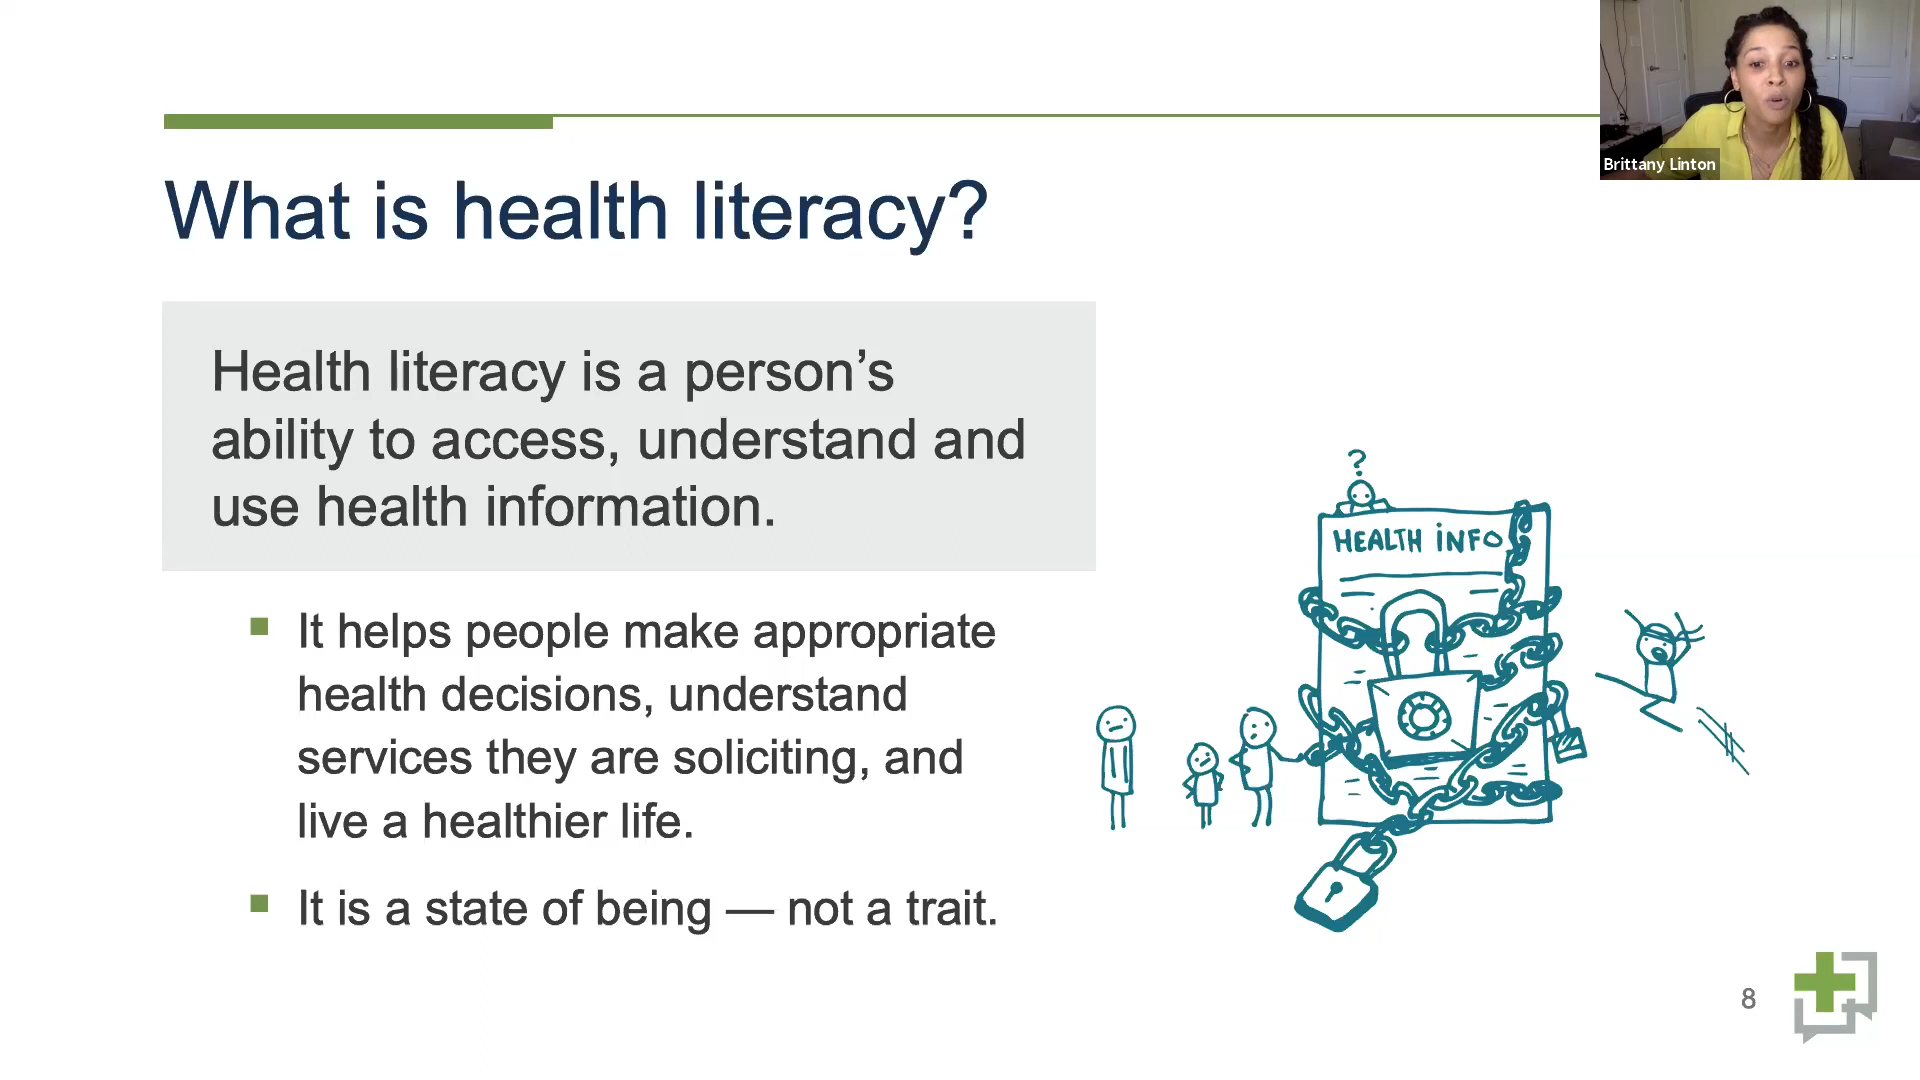 Brittany Linton
What is health literacy?
Health literacy is a person’s
ability to access, understand and
use health information.
It helps people make appropriate
health decisions, understand
services they are soliciting, and
live a healthier life.
It is a state of being — not a trait.
?
HEALTH iNFO
8